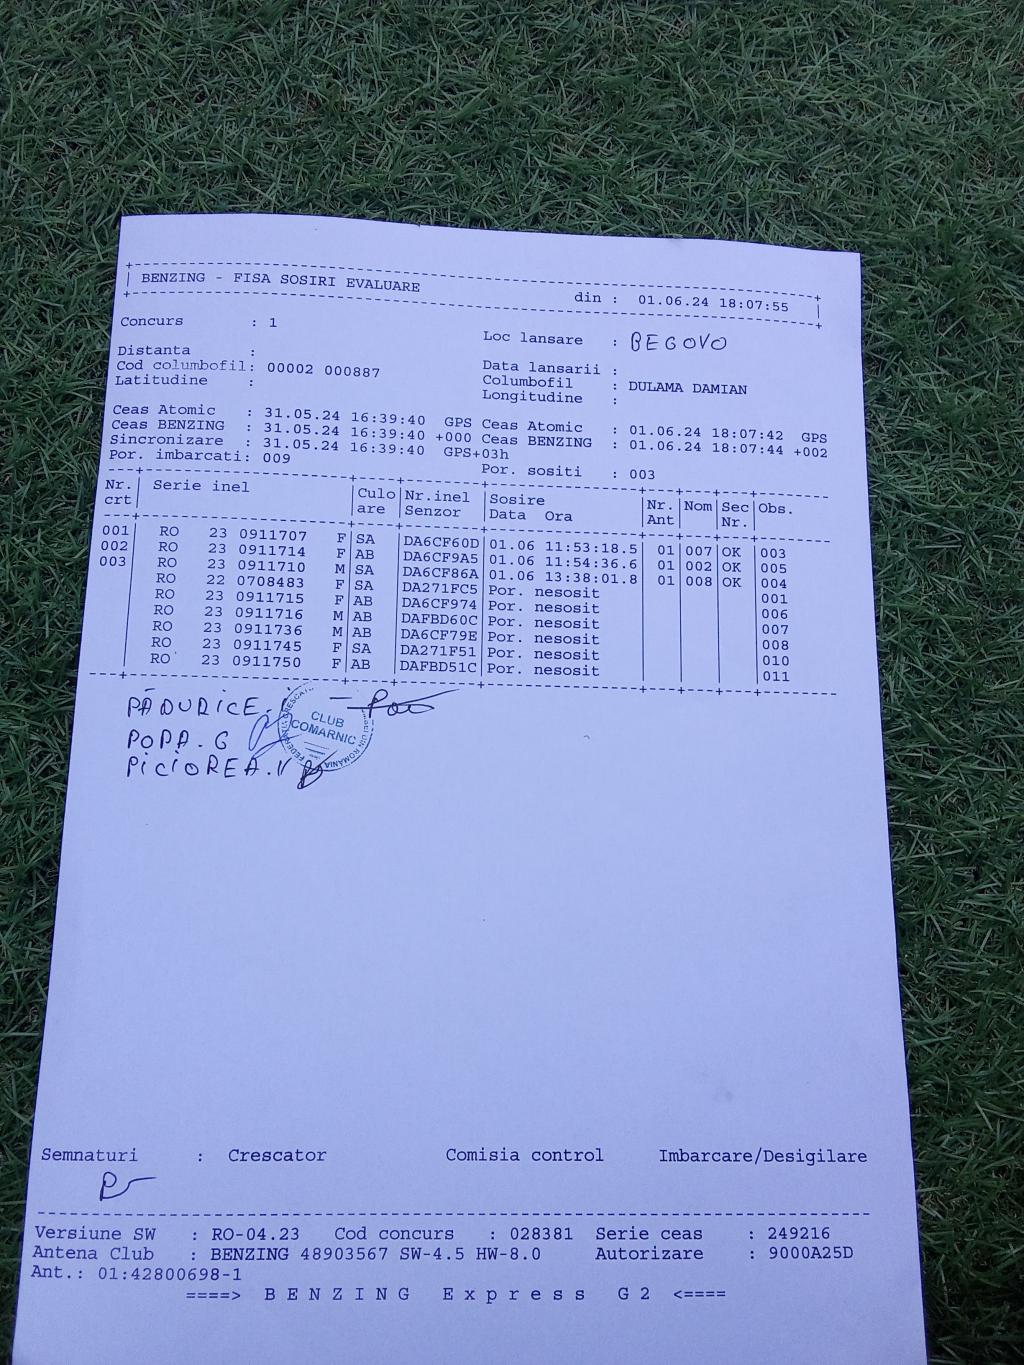 BENZING - FISA SOSIRI EVALUARE din : 01.06.24 18:07:55
Concurs : 1 Loc lansare : BEGOVO
Distanta : Data lansarii :
Cod columbofil: 00002 000887 Columbofil : DULAMA DAMIAN
Latitudine : Longitudine :
Ceas Atomic : 31.05.24 16:39:40 GPS Ceas Atomic : 01.06.24 18:07:42 GPS
Ceas BENZING : 31.05.24 16:39:40 +000 Ceas BENZING : 01.06.24 18:07:44 +002
Sincronizare : 31.05.24 16:39:40 GPS+03h
Por. imbarcati: 009 Por. sositi : 003
Nr. Serie inel Culo Nr.inel Sosire Nr. Nom Sec Obs.
crt are Senzor Data Ora Ant Nr.
001 RO 23 0911707 F SA DA6CF60D 01.06 11:53:18.5 01 007 OK 003
002 RO 23 0911714 F AB DA6CF9A5 01.06 11:54:36.6 01 002 OK 005
003 RO 23 0911710 M SA DA6CF86A 01.06 13:38:01.8 01 008 OK 004
RO 22 0708483 F SA DA271FC5 Por. nesosit 001
RO 23 0911715 F AB DA6CF974 Por. nesosit 006
RO 23 0911716 M AB DAFBD60C Por. nesosit 007
RO 23 0911736 M AB DA6CF79E Por. nesosit 008
RO 23 0911745 F SA DA271F51 Por. nesosit 010
RO 23 0911750 F AB DAFBD51C Por. nesosit 011
PĂDURICE.
POPA. G
PICIOREA.
CLUB
COMARNIC
Semnaturi : Crescator Comisia control Imbarcare/Desigilare
Versiune SW : RO-04.23 Cod concurs : 028381 Serie ceas : 249216
Antena Club : BENZING 48903567 SW-4.5 HW-8.0 Autorizare : 9000A25D
Ant.: 01:42800698-1
====> BENZING Express G2 <====